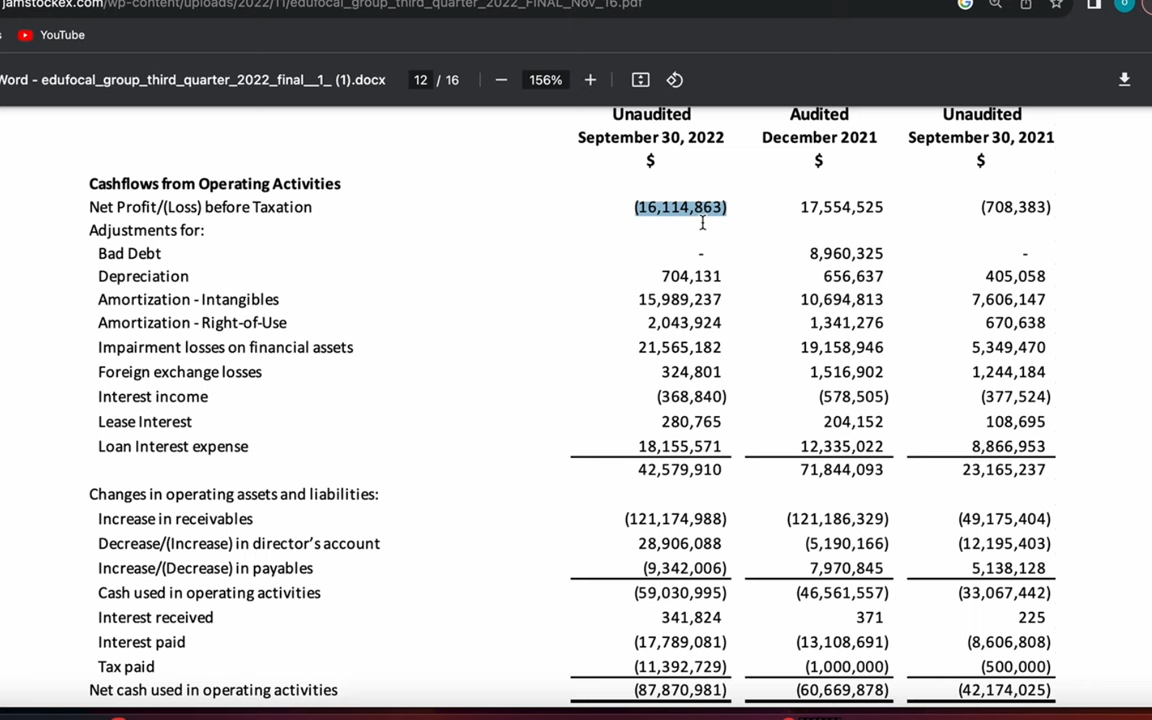 jamstockex.com/wp-content/uploads/2022/11/edufocal_group_third_quarter_2022_FINAL_Nov_16.pdf
YouTube
Word - edufocal_group_third_quarter_2022_final__1_ (1).docx 12 / 16 — 156% +
Unaudited Audited Unaudited
September 30, 2022 December 2021 September 30, 2021
$ $ $
Cashflows from Operating Activities
Net Profit/(Loss) before Taxation (16,114,863) 17,554,525 (708,383)
Adjustments for:
Bad Debt - 8,960,325 -
Depreciation 704,131 656,637 405,058
Amortization - Intangibles 15,989,237 10,694,813 7,606,147
Amortization - Right-of-Use 2,043,924 1,341,276 670,638
Impairment losses on financial assets 21,565,182 19,158,946 5,349,470
Foreign exchange losses 324,801 1,516,902 1,244,184
Interest income (368,840) (578,505) (377,524)
Lease Interest 280,765 204,152 108,695
Loan Interest expense 18,155,571 12,335,022 8,866,953
42,579,910 71,844,093 23,165,237
Changes in operating assets and liabilities:
Increase in receivables (121,174,988) (121,186,329) (49,175,404)
Decrease/(Increase) in director's account 28,906,088 (5,190,166) (12,195,403)
Increase/(Decrease) in payables (9,342,006) 7,970,845 5,138,128
Cash used in operating activities (59,030,995) (46,561,557) (33,067,442)
Interest received 341,824 371 225
Interest paid (17,789,081) (13,108,691) (8,606,808)
Tax paid (11,392,729) (1,000,000) (500,000)
Net cash used in operating activities (87,870,981) (60,669,878) (42,174,025)